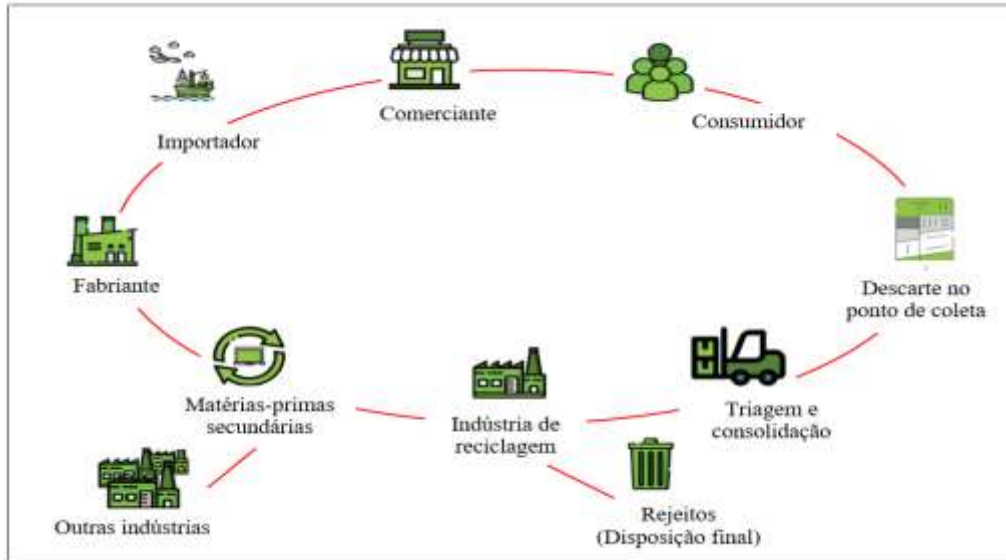 Comerciante
Consumidor
Importador
Fabriante
Descarte no
ponto de coleta
Matérias-primas
secundárias
Indústria de
reciclagem
Triagem e
consolidação
Outras indústrias
Rejeitos
(Disposição final)